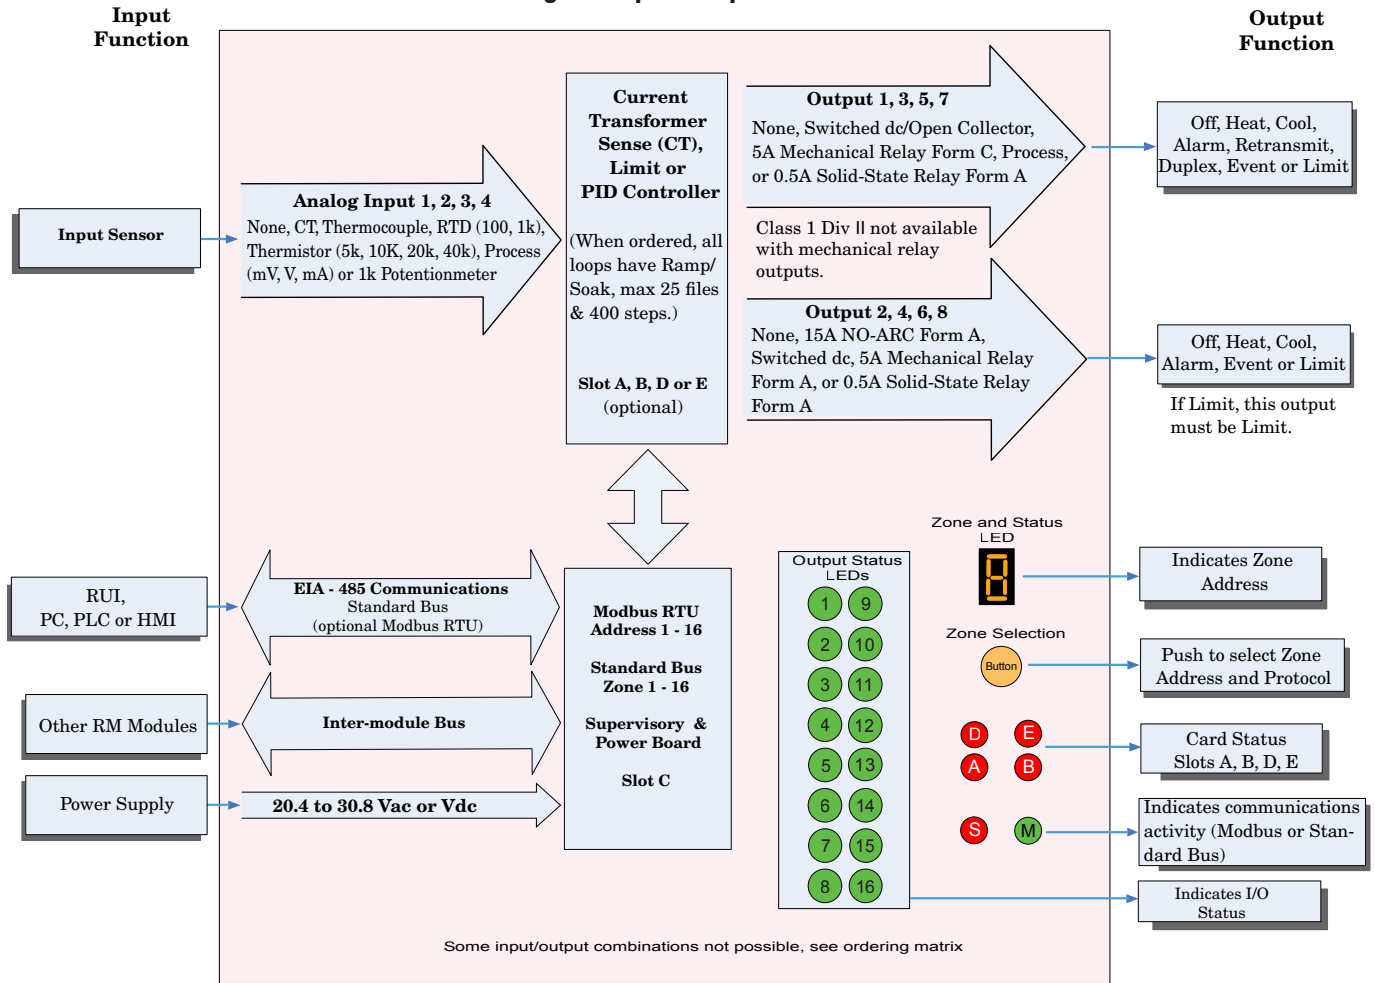 Input
Function
Output
Function
Input Sensor
Analog Input 1, 2, 3, 4
None, CT, Thermocouple, RTD (100, 1k),
Thermistor (5k, 10K, 20k, 40k), Process
(mV, V, mA) or 1k Potentionmeter
Current
Transformer
Sense (CT),
Limit or
PID Controller
(When ordered, all
loops have Ramp/
Soak, max 25 files
& 400 steps.)
Slot A, B, D or E
(optional)
Output 1, 3, 5, 7
None, Switched dc/Open Collector,
5A Mechanical Relay Form C, Process,
or 0.5A Solid-State Relay Form A
Class 1 Div II not available
with mechanical relay
outputs.
Output 2, 4, 6, 8
None, 15A NO-ARC Form A,
Switched dc, 5A Mechanical Relay
Form A, or 0.5A Solid-State Relay
Form A
Off, Heat, Cool,
Alarm, Retransmit,
Duplex, Event or Limit
Off, Heat, Cool,
Alarm, Event or Limit
If Limit, this output
must be Limit.
RUI,
PC, PLC or HMI
EIA - 485 Communications
Standard Bus
(optional Modbus RTU)
Other RM Modules
Inter-module Bus
Power Supply
20.4 to 30.8 Vac or Vdc
Modbus RTU
Address 1 - 16
Standard Bus
Zone 1 - 16
Supervisory &
Power Board
Slot C
Output Status
LEDs
1 9
2 10
3 11
4 12
5 13
6 14
7 15
8 16
Zone and Status
LED
8
Zone Selection
Button
D E
A B
S M
Indicates Zone
Address
Push to select Zone
Address and Protocol
Card Status
Slots A, B, D, E
Indicates communications
activity (Modbus or Stan-
dard Bus)
Indicates I/O
Status
Some input/output combinations not possible, see ordering matrix